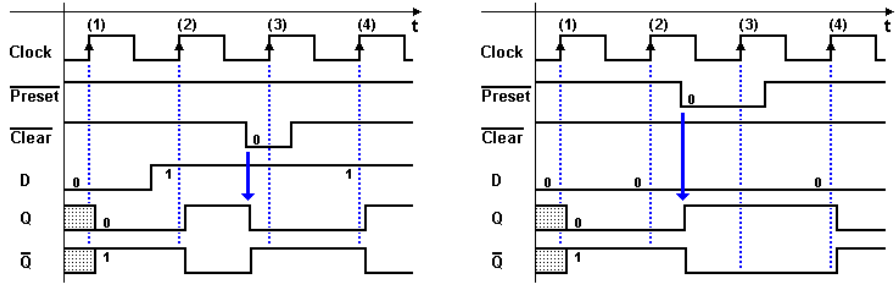 (1) (2) (3) (4) t
Clock
Preset
Clear 0
D 0 1 1
Q 0
Q 1
(1) (2) (3) (4) t
Clock
Preset 0
Clear
D 0 0 0
Q 0
Q 1